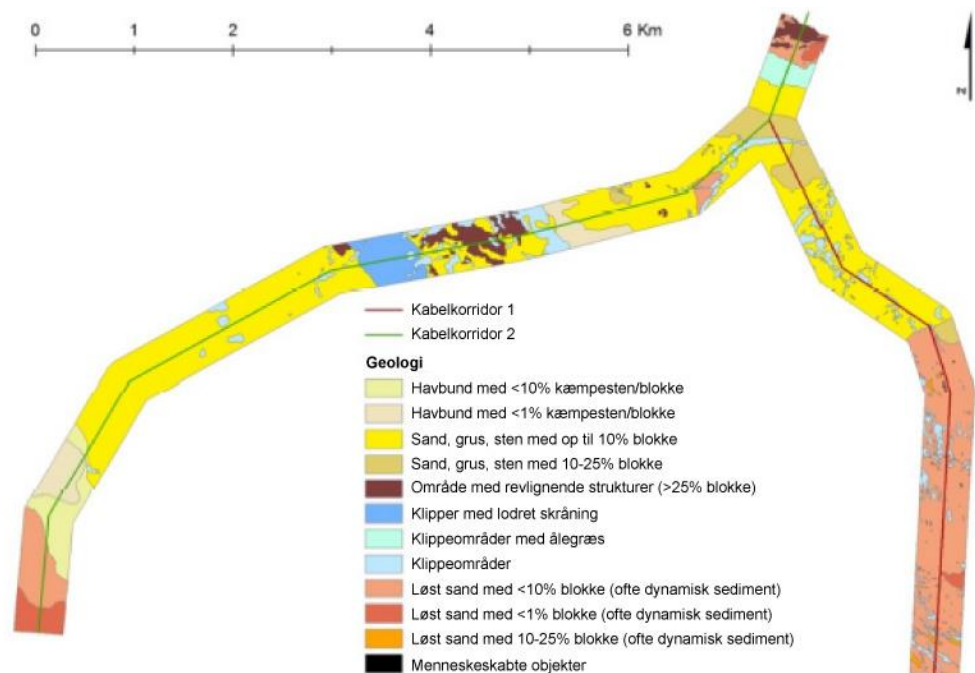 0 1 2 4 6 Km
N
Kabelkorridor 1
Kabelkorridor 2
Geologi
Havbund med <10% kæmpesten/blokke
Havbund med <1% kæmpesten/blokke
Sand, grus, sten med op til 10% blokke
Sand, grus, sten med 10-25% blokke
Område med revlignende strukturer (>25% blokke)
Klipper med lodret skråning
Klippeområder med ålegræs
Klippeområder
Løst sand med <10% blokke (ofte dynamisk sediment)
Løst sand med <1% blokke (ofte dynamisk sediment)
Løst sand med 10-25% blokke (ofte dynamisk sediment)
Menneskeskabte objekter